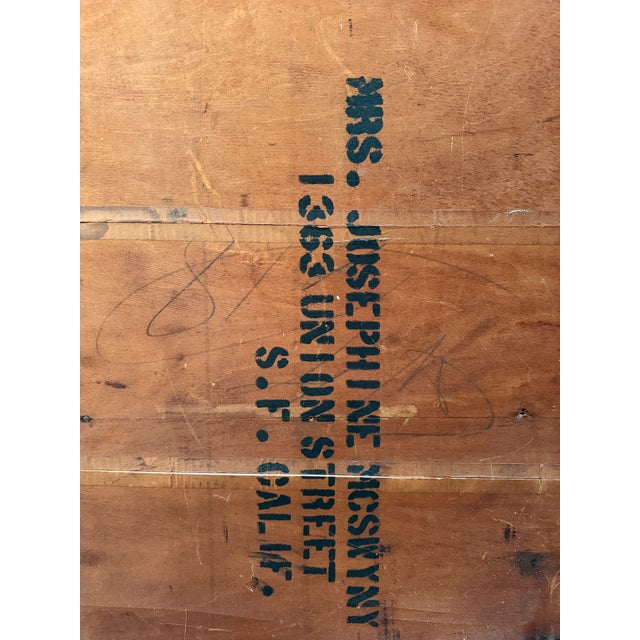 MRS. JOSEPHINE MCSWYNY
1363 UNION STREET
S.F. CALIF.